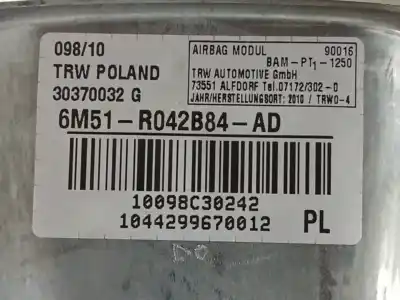 098/10
TRW POLAND
30370032 G
AIRBAG MODUL 90016
BAM-PT1-1250
TRW AUTOMOTIVE GmbH
73551 ALFDORF Tel.07172/302-0
JAHR/HERSTELLUNGSORT: 2010 / TRWO-4
6M51-R042B84-AD
10098C30242
1044299670012 PL